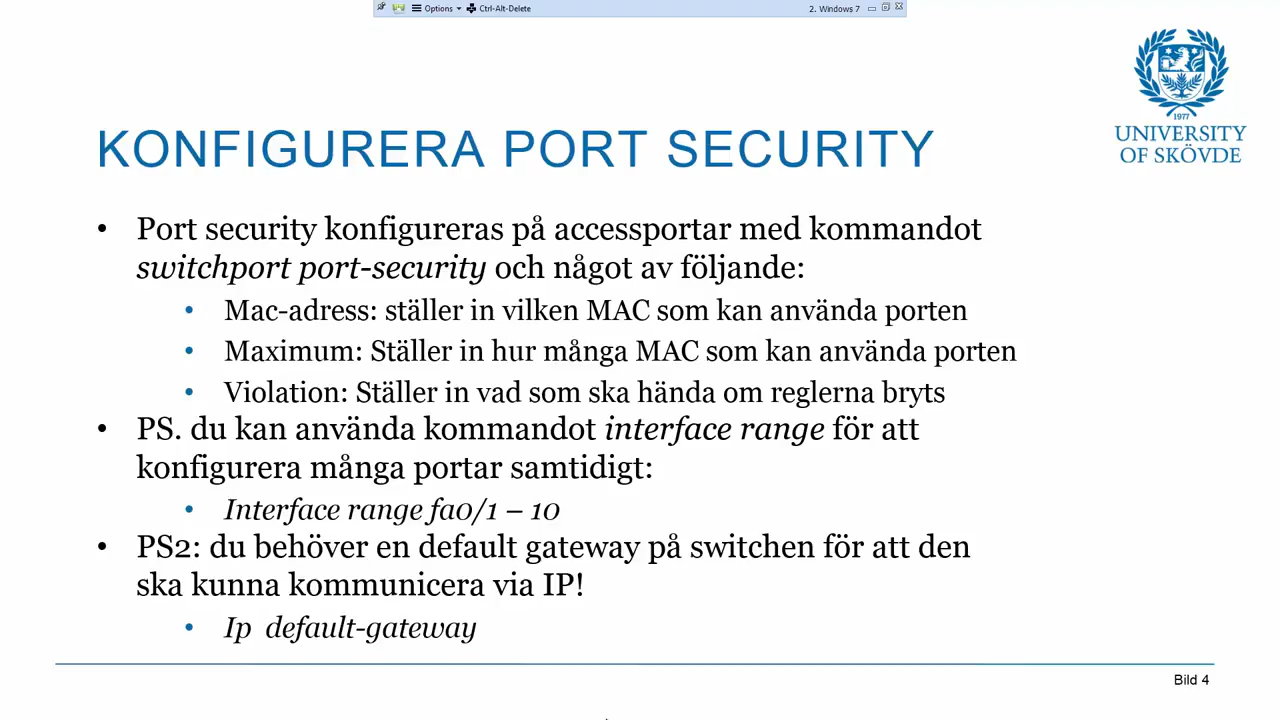 Options
Ctrl-Alt-Delete
2. Windows 7
1977
UNIVERSITY
OF SKÖVDE
KONFIGURERA PORT SECURITY
• Port security konfigureras på accessportar med kommandot
switchport port-security och något av följande:
• Mac-adress: ställer in vilken MAC som kan använda porten
• Maximum: Ställer in hur många MAC som kan använda porten
• Violation: Ställer in vad som ska hända om reglerna bryts
• PS. du kan använda kommandot interface range för att
konfigurera många portar samtidigt:
• Interface range fa0/1 – 10
• PS2: du behöver en default gateway på switchen för att den
ska kunna kommunicera via IP!
• Ip default-gateway
Bild 4